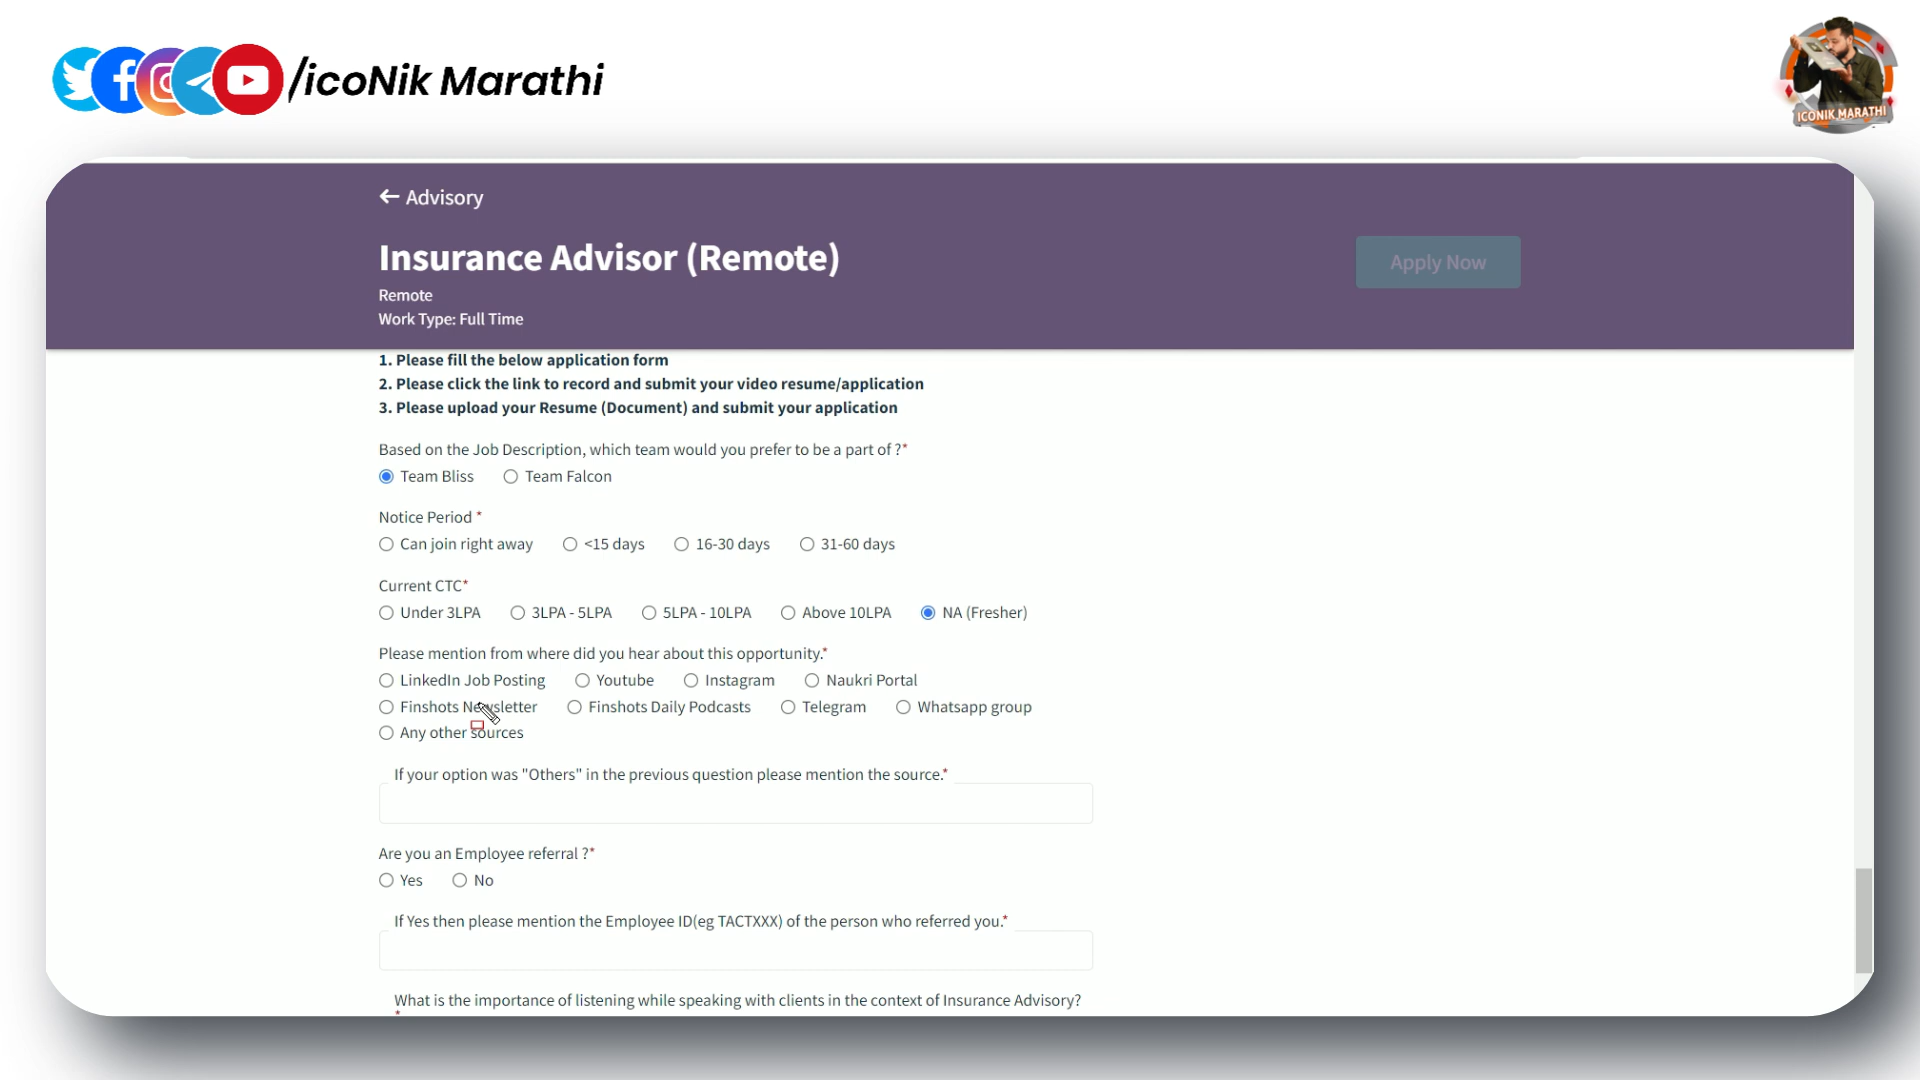 /icoNik Marathi
ICONIK MARATHI
← Advisory
Insurance Advisor (Remote)
Apply Now
Remote
Work Type: Full Time
1. Please fill the below application form
2. Please click the link to record and submit your video resume/application
3. Please upload your Resume (Document) and submit your application
Based on the Job Description, which team would you prefer to be a part of ?*
Team Bliss Team Falcon
Notice Period *
Can join right away <15 days 16-30 days 31-60 days
Current CTC*
Under 3LPA 3LPA - 5LPA 5LPA - 10LPA Above 10LPA NA (Fresher)
Please mention from where did you hear about this opportunity.*
LinkedIn Job Posting Youtube Instagram Naukri Portal
Finshots Newsletter Finshots Daily Podcasts Telegram Whatsapp group
Any other sources
If your option was "Others" in the previous question please mention the source.*
Are you an Employee referral ?*
Yes No
If Yes then please mention the Employee ID(eg TACTXXX) of the person who referred you.*
What is the importance of listening while speaking with clients in the context of Insurance Advisory?
*